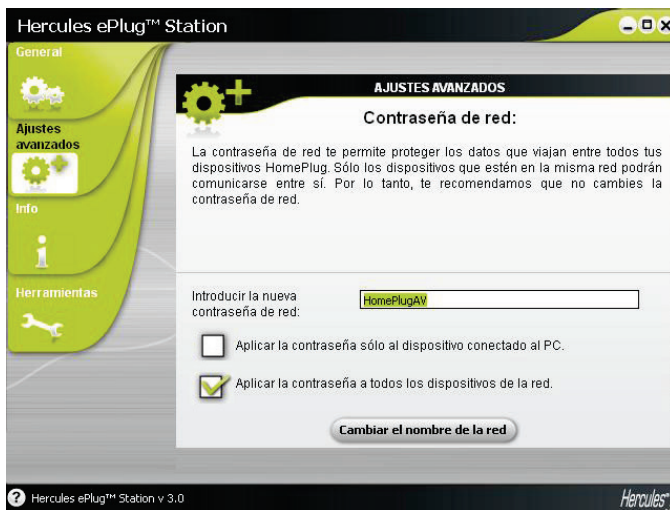 Hercules ePlug™ Station
General
Ajustes
avanzados
Info
Herramientas
AJUSTES AVANZADOS
Contraseña de red:
La contraseña de red te permite proteger los datos que viajan entre todos tus
dispositivos HomePlug. Sólo los dispositivos que estén en la misma red podrán
comunicarse entre sí. Por lo tanto, te recomendamos que no cambies la
contraseña de red.
Introducir la nueva
contraseña de red:
HomePlugAV
Aplicar la contraseña sólo al dispositivo conectado al PC.
Aplicar la contraseña a todos los dispositivos de la red.
Cambiar el nombre de la red
? Hercules ePlug™ Station v 3.0
Hercules